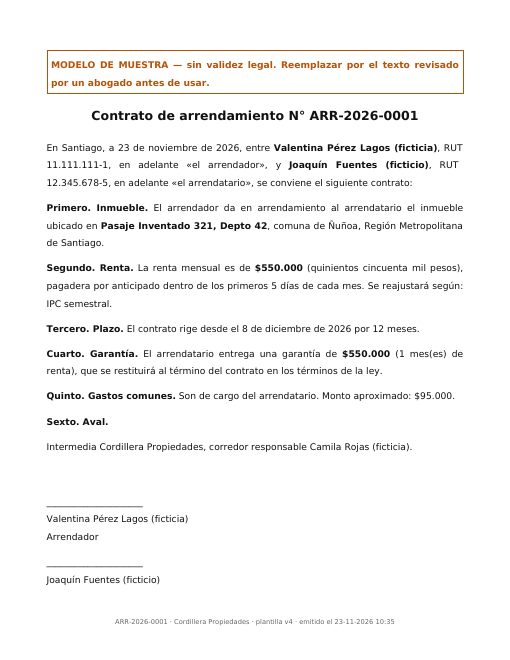 MODELO DE MUESTRA — sin validez legal. Reemplazar por el texto revisado
por un abogado antes de usar.
Contrato de arrendamiento N° ARR-2026-0001
En Santiago, a 23 de noviembre de 2026, entre Valentina Pérez Lagos (ficticia), RUT
11.111.111-1, en adelante «el arrendador», y Joaquín Fuentes (ficticio), RUT
12.345.678-5, en adelante «el arrendatario», se conviene el siguiente contrato:
Primero. Inmueble. El arrendador da en arrendamiento al arrendatario el inmueble
ubicado en Pasaje Inventado 321, Depto 42, comuna de Ñuñoa, Región Metropolitana
de Santiago.
Segundo. Renta. La renta mensual es de $550.000 (quinientos cincuenta mil pesos),
pagadera por anticipado dentro de los primeros 5 días de cada mes. Se reajustará según:
IPC semestral.
Tercero. Plazo. El contrato rige desde el 8 de diciembre de 2026 por 12 meses.
Cuarto. Garantía. El arrendatario entrega una garantía de $550.000 (1 mes(es) de
renta), que se restituirá al término del contrato en los términos de la ley.
Quinto. Gastos comunes. Son de cargo del arrendatario. Monto aproximado: $95.000.
Sexto. Aval.
Intermedia Cordillera Propiedades, corredor responsable Camila Rojas (ficticia).
Valentina Pérez Lagos (ficticia)
Arrendador
Joaquín Fuentes (ficticio)
ARR-2026-0001 · Cordillera Propiedades · plantilla v4 · emitido el 23-11-2026 10:35